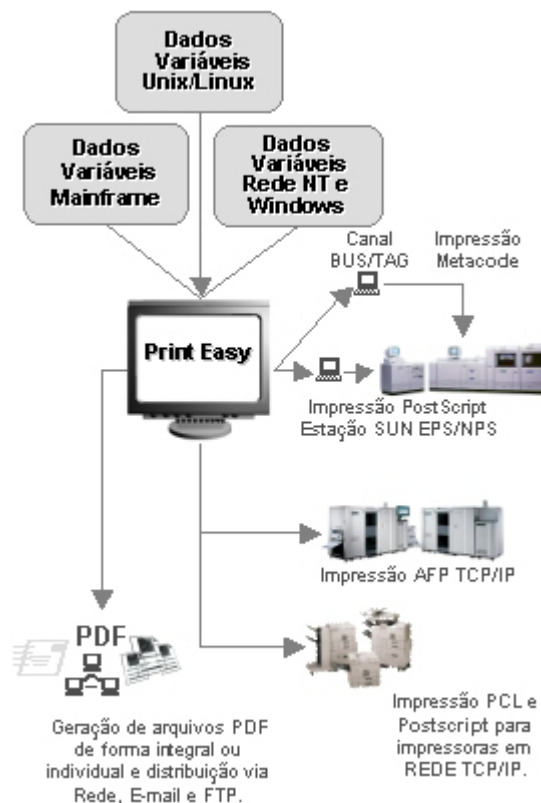 Dados
Variáveis
Unix/Linux
Dados
Variáveis
Mainframe
Dados
Variáveis
Rede NT e
Windows
Canal
BUS/TAG
Impressão
Metacode
Print Easy
Impressão PostScript
Estação SUN EPS/NPS
Impressão AFP TCP/IP
PDF
Geração de arquivos PDF
de forma integral ou
individual e distribuição via
Rede, E-mail e FTP.
Impressão PCL e
Postscript para
impressoras em
REDE TCP/IP.